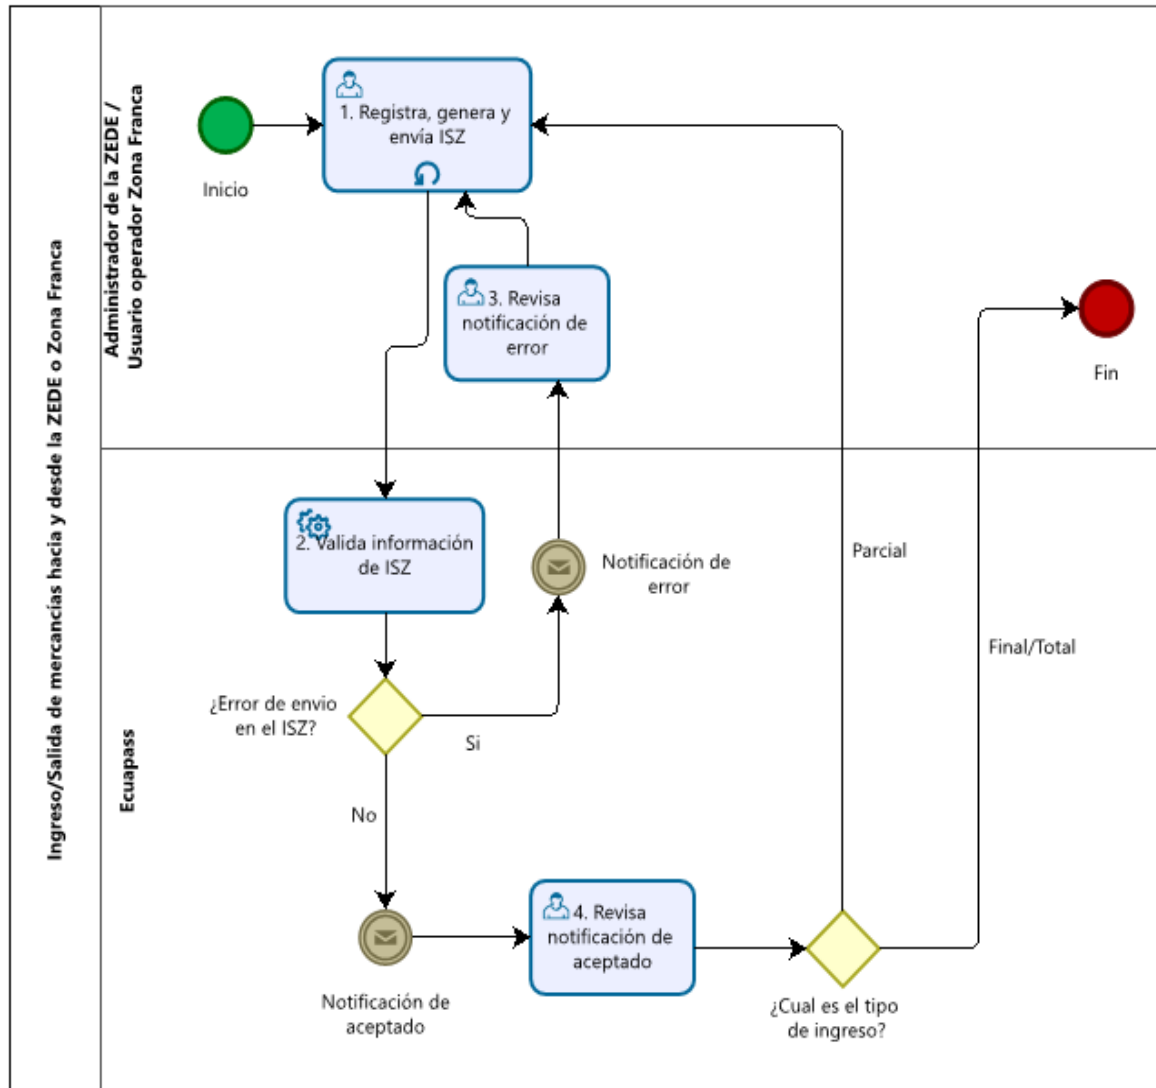 Ingreso/Salida de mercancías hacia y desde la ZEDE o Zona Franca
Administrador de la ZEDE /
Usuario operador Zona Franca
Inicio
1. Registra, genera y
envía ISZ
3. Revisa
notificación de
error
Fin
Ecuapass
2. Valida información
de ISZ
Notificación de
error
Parcial
Final/Total
¿Error de envio
en el ISZ?
Si
No
4. Revisa
notificación de
aceptado
Notificación de
aceptado
¿Cual es el tipo
de ingreso?